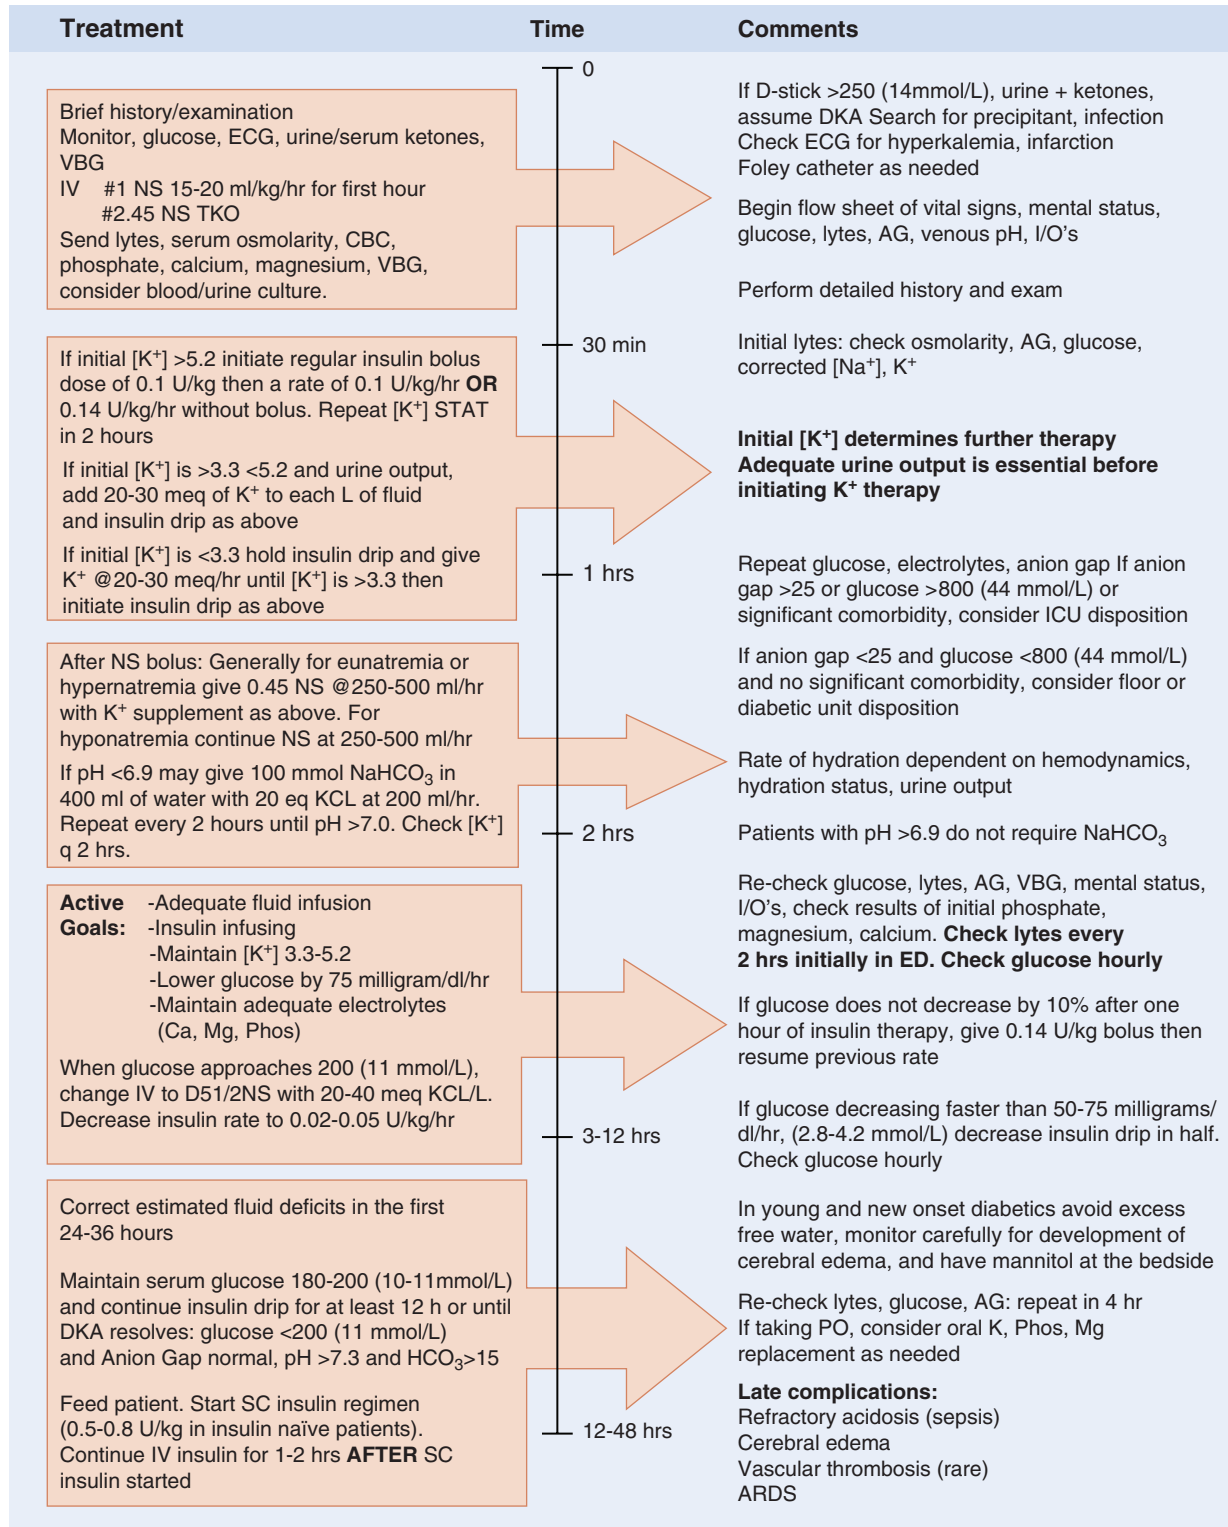 Treatment
Time
Comments
0
Brief history/examination
Monitor, glucose, ECG, urine/serum ketones,
VBG
IV #1 NS 15-20 ml/kg/hr for first hour
#2.45 NS TKO
Send lytes, serum osmolarity, CBC,
phosphate, calcium, magnesium, VBG,
consider blood/urine culture.
If D-stick >250 (14mmol/L), urine + ketones,
assume DKA Search for precipitant, infection
Check ECG for hyperkalemia, infarction
Foley catheter as needed
Begin flow sheet of vital signs, mental status,
glucose, lytes, AG, venous pH, I/O's
Perform detailed history and exam
30 min
If initial [K⁺] >5.2 initiate regular insulin bolus
dose of 0.1 U/kg then a rate of 0.1 U/kg/hr OR
0.14 U/kg/hr without bolus. Repeat [K⁺] STAT
in 2 hours
If initial [K⁺] is >3.3 <5.2 and urine output,
add 20-30 meq of K⁺ to each L of fluid
and insulin drip as above
If initial [K⁺] is <3.3 hold insulin drip and give
K⁺ @20-30 meq/hr until [K⁺] is >3.3 then
initiate insulin drip as above
Initial lytes: check osmolarity, AG, glucose,
corrected [Na⁺], K⁺
Initial [K⁺] determines further therapy
Adequate urine output is essential before
initiating K⁺ therapy
1 hrs
Repeat glucose, electrolytes, anion gap If anion
gap >25 or glucose >800 (44 mmol/L) or
significant comorbidity, consider ICU disposition
After NS bolus: Generally for eunatremia or
hypernatremia give 0.45 NS @250-500 ml/hr
with K⁺ supplement as above. For
hyponatremia continue NS at 250-500 ml/hr
If pH <6.9 may give 100 mmol NaHCO₃ in
400 ml of water with 20 eq KCL at 200 ml/hr.
Repeat every 2 hours until pH >7.0. Check [K⁺]
q 2 hrs.
If anion gap <25 and glucose <800 (44 mmol/L)
and no significant comorbidity, consider floor or
diabetic unit disposition
Rate of hydration dependent on hemodynamics,
hydration status, urine output
2 hrs
Patients with pH >6.9 do not require NaHCO₃
Active Goals: -Adequate fluid infusion
-Insulin infusing
-Maintain [K⁺] 3.3-5.2
-Lower glucose by 75 milligram/dl/hr
-Maintain adequate electrolytes
(Ca, Mg, Phos)
When glucose approaches 200 (11 mmol/L),
change IV to D51/2NS with 20-40 meq KCL/L.
Decrease insulin rate to 0.02-0.05 U/kg/hr
Re-check glucose, lytes, AG, VBG, mental status,
I/O's, check results of initial phosphate,
magnesium, calcium. Check lytes every
2 hrs initially in ED. Check glucose hourly
If glucose does not decrease by 10% after one
hour of insulin therapy, give 0.14 U/kg bolus then
resume previous rate
3-12 hrs
If glucose decreasing faster than 50-75 milligrams/
dl/hr, (2.8-4.2 mmol/L) decrease insulin drip in half.
Check glucose hourly
Correct estimated fluid deficits in the first
24-36 hours
Maintain serum glucose 180-200 (10-11mmol/L)
and continue insulin drip for at least 12 h or until
DKA resolves: glucose <200 (11 mmol/L)
and Anion Gap normal, pH >7.3 and HCO₃>15
Feed patient. Start SC insulin regimen
(0.5-0.8 U/kg in insulin naïve patients).
Continue IV insulin for 1-2 hrs AFTER SC
insulin started
In young and new onset diabetics avoid excess
free water, monitor carefully for development of
cerebral edema, and have mannitol at the bedside
Re-check lytes, glucose, AG: repeat in 4 hr
If taking PO, consider oral K, Phos, Mg
replacement as needed
12-48 hrs
Late complications:
Refractory acidosis (sepsis)
Cerebral edema
Vascular thrombosis (rare)
ARDS